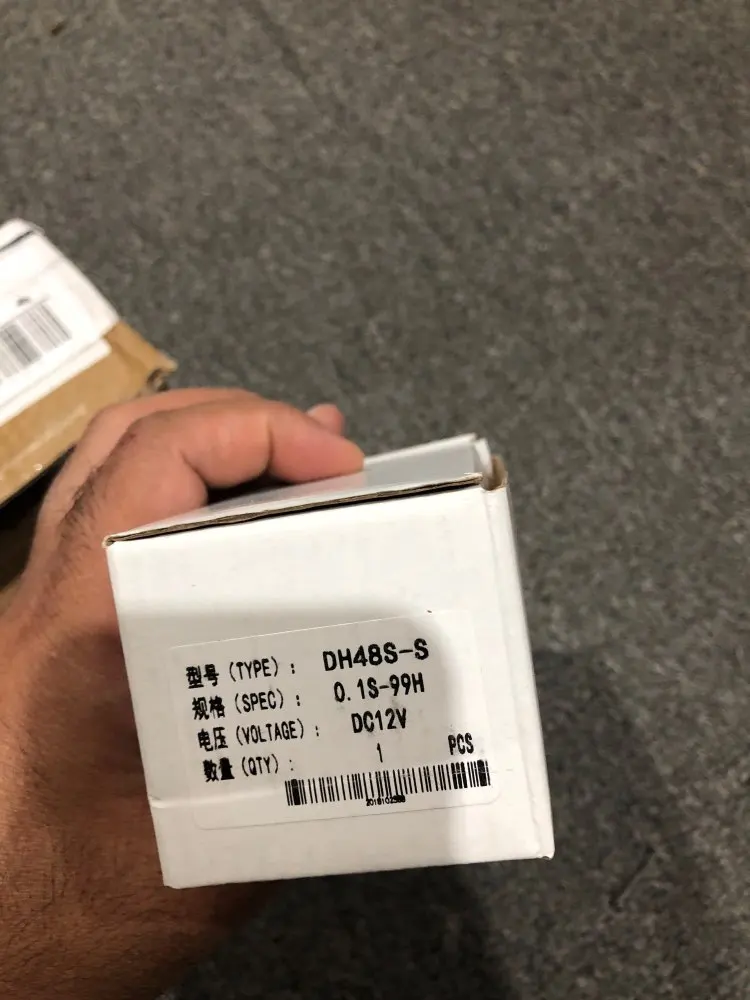 型号(TYPE): DH48S-S
规格(SPEC): 0.1S-99H
电压(VOLTAGE): DC12V
数量(QTY): 1 PCS